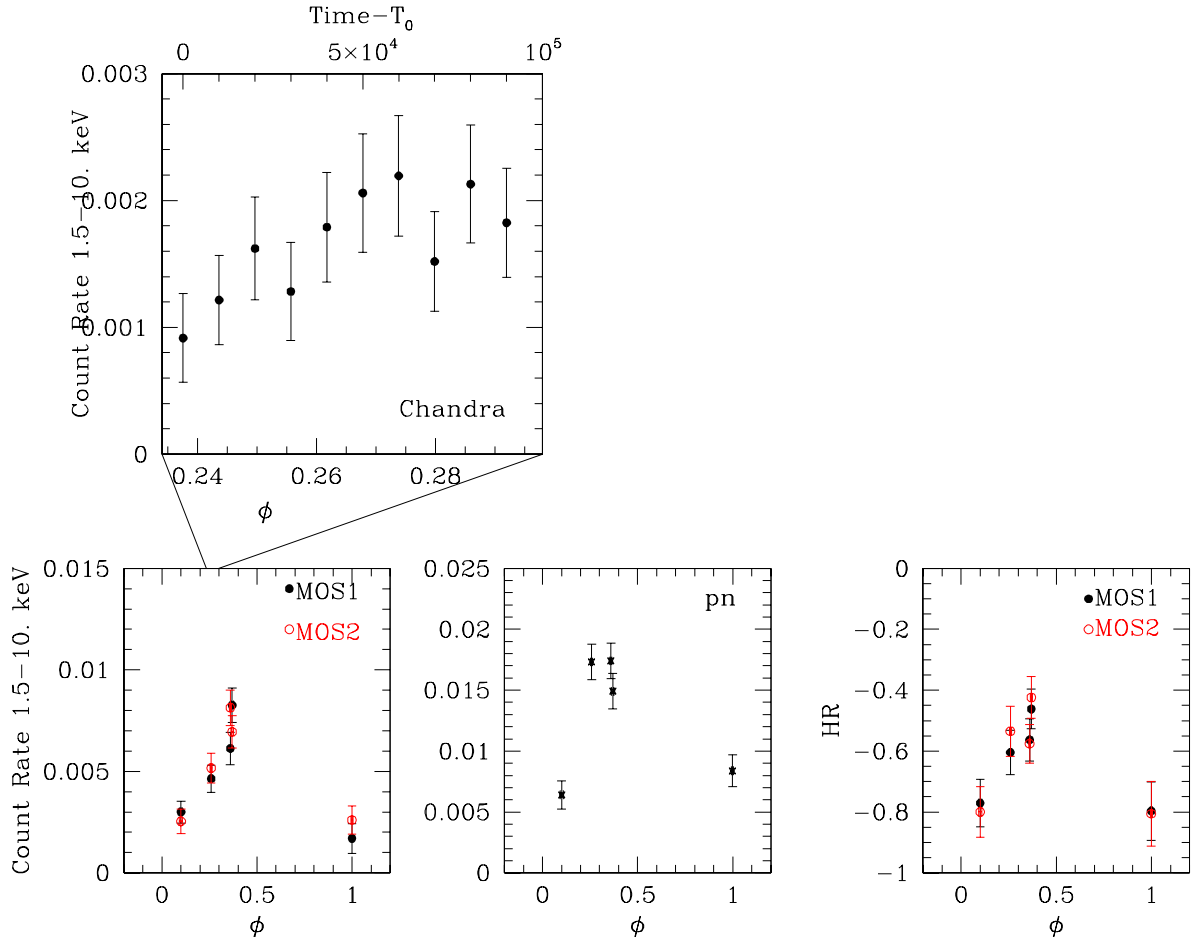 Time−T₀
0 5×10⁴ 10⁵
Count Rate 1.5−10. keV
0.003
0.002
0.001
0
Chandra
0.24 0.26 0.28
ϕ
Count Rate 1.5−10. keV
0.015
0.01
0.005
0
MOS1
MOS2
0 0.5 1
ϕ
0.025
0.02
0.015
0.01
0.005
0
pn
0 0.5 1
ϕ
HR
0
−0.2
−0.4
−0.6
−0.8
−1
MOS1
MOS2
0 0.5 1
ϕ